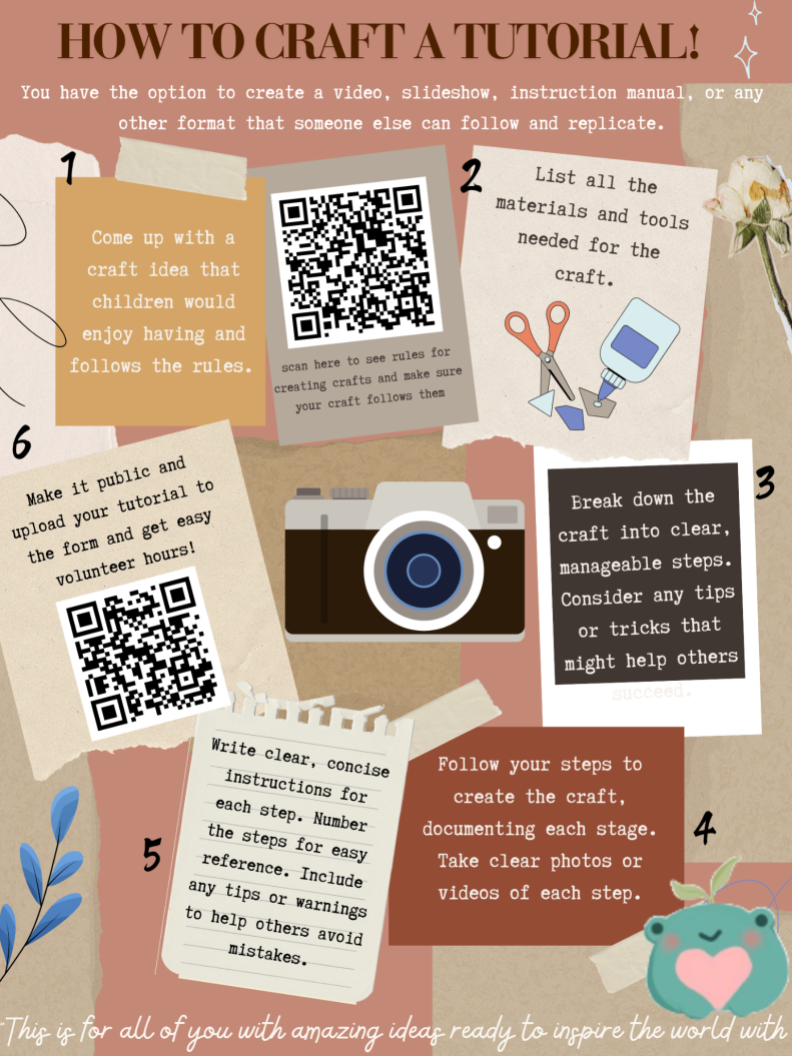 HOW TO CRAFT A TUTORIAL!
You have the option to create a video, slideshow, instruction manual, or any
other format that someone else can follow and replicate.
1
Come up with a
craft idea that
children would
enjoy having and
follows the rules.
scan here to see rules for
creating crafts and make sure
your craft follows them
2
List all the
materials and tools
needed for the
craft.
3
Break down the
craft into clear,
manageable steps.
Consider any tips
or tricks that
might help others
succeed.
4
Follow your steps to
create the craft,
documenting each stage.
Take clear photos or
videos of each step.
5
Write clear, concise
instructions for
each step. Number
the steps for easy
reference. Include
any tips or warnings
to help others avoid
mistakes.
6
Make it public and
upload your tutorial to
the form and get easy
volunteer hours!
"This is for all of you with amazing ideas ready to inspire the world with